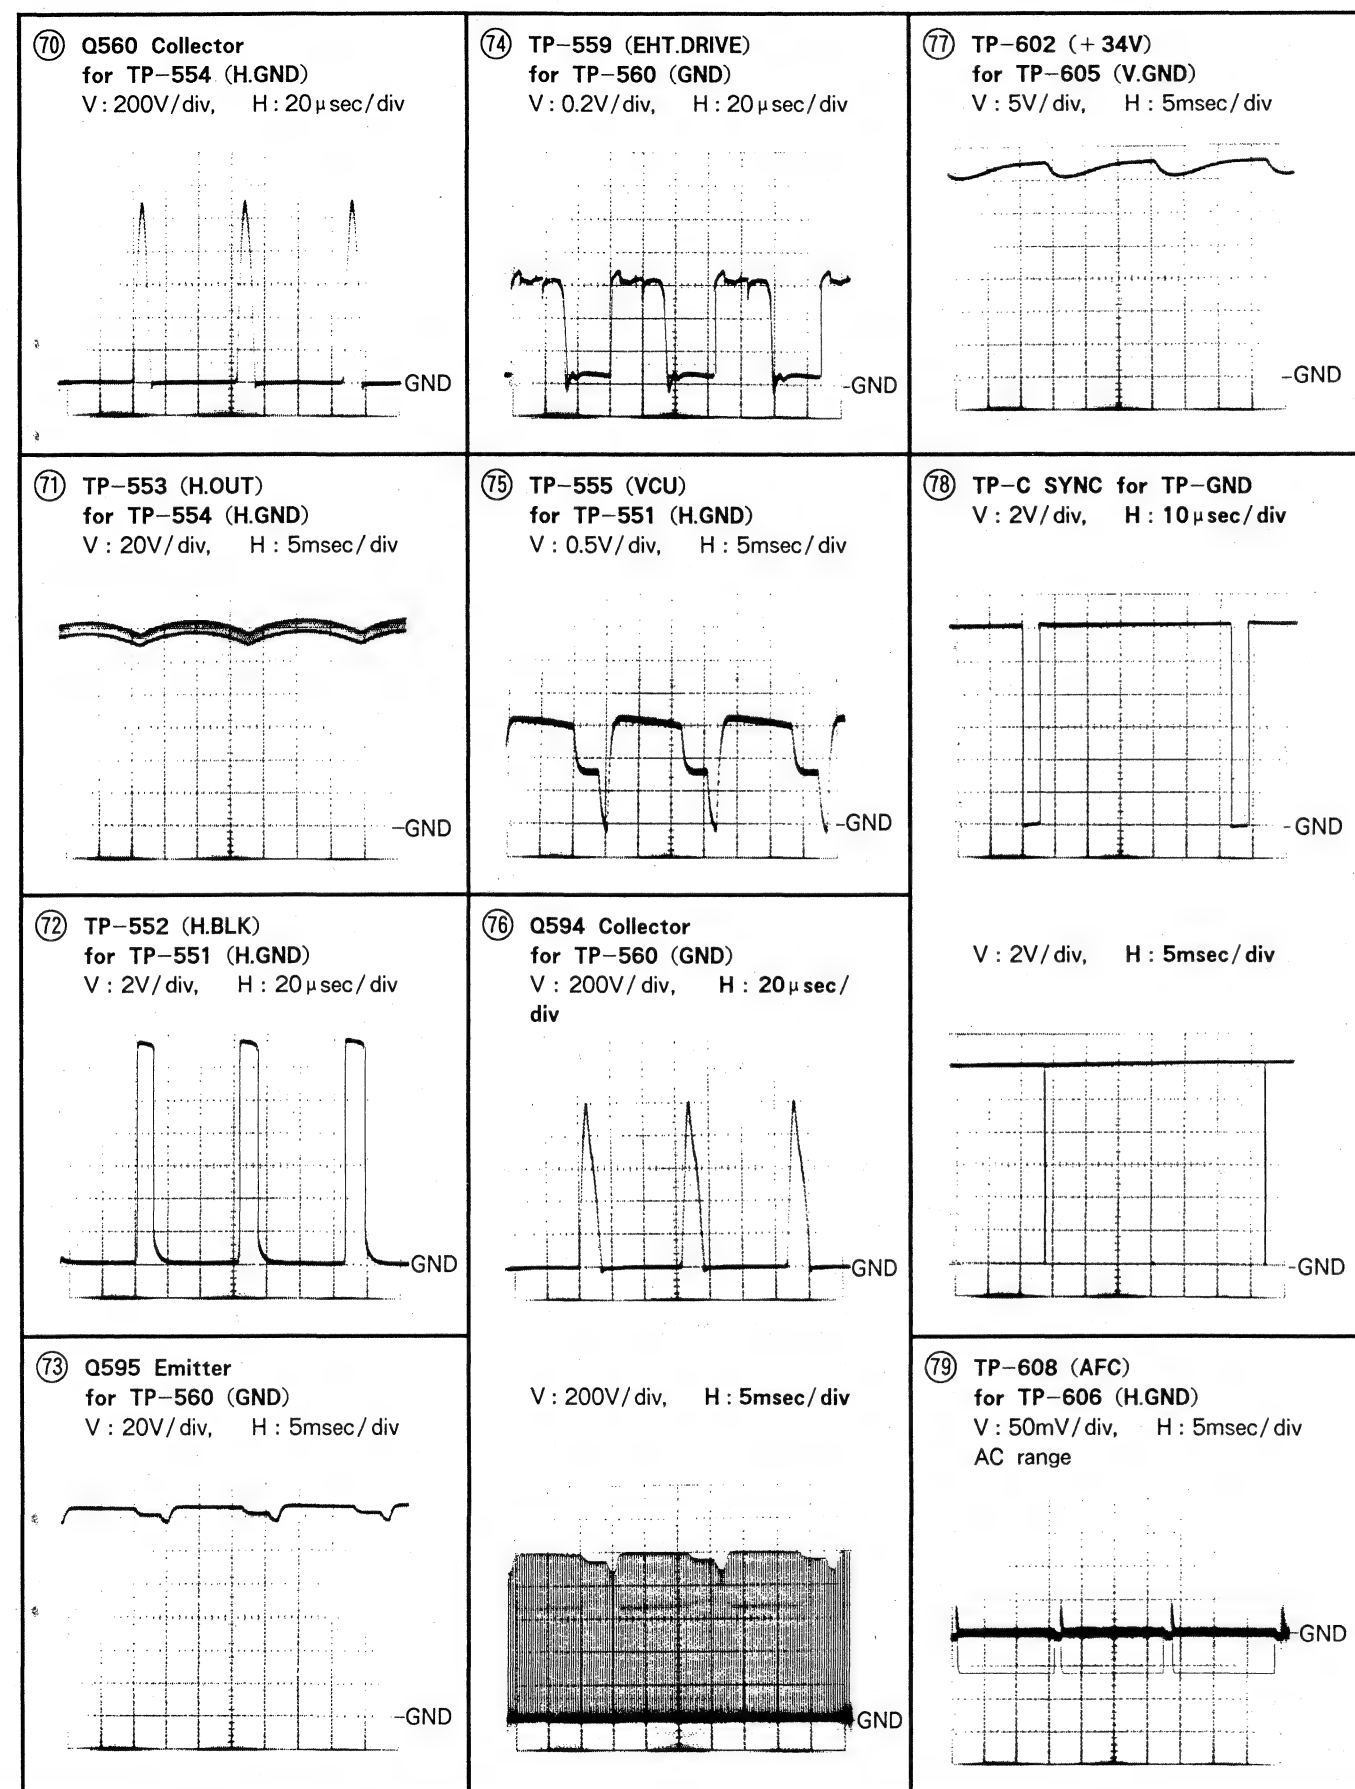 70 Q560 Collector
for TP-554 (H.GND)
V : 200V/div, H : 20μsec/div
GND
71 TP-553 (H.OUT)
for TP-554 (H.GND)
V : 20V/div, H : 5msec/div
-GND
72 TP-552 (H.BLK)
for TP-551 (H.GND)
V : 2V/div, H : 20μsec/div
GND
73 Q595 Emitter
for TP-560 (GND)
V : 20V/div, H : 5msec/div
-GND
74 TP-559 (EHT.DRIVE)
for TP-560 (GND)
V : 0.2V/div, H : 20μsec/div
-GND
75 TP-555 (VCU)
for TP-551 (H.GND)
V : 0.5V/div, H : 5msec/div
-GND
76 Q594 Collector
for TP-560 (GND)
V : 200V/div, H : 20μsec/
div
GND
V : 200V/div, H : 5msec/div
GND
77 TP-602 (+34V)
for TP-605 (V.GND)
V : 5V/div, H : 5msec/div
-GND
78 TP-C SYNC for TP-GND
V : 2V/div, H : 10μsec/div
-GND
V : 2V/div, H : 5msec/div
-GND
79 TP-608 (AFC)
for TP-606 (H.GND)
V : 50mV/div, H : 5msec/div
AC range
-GND